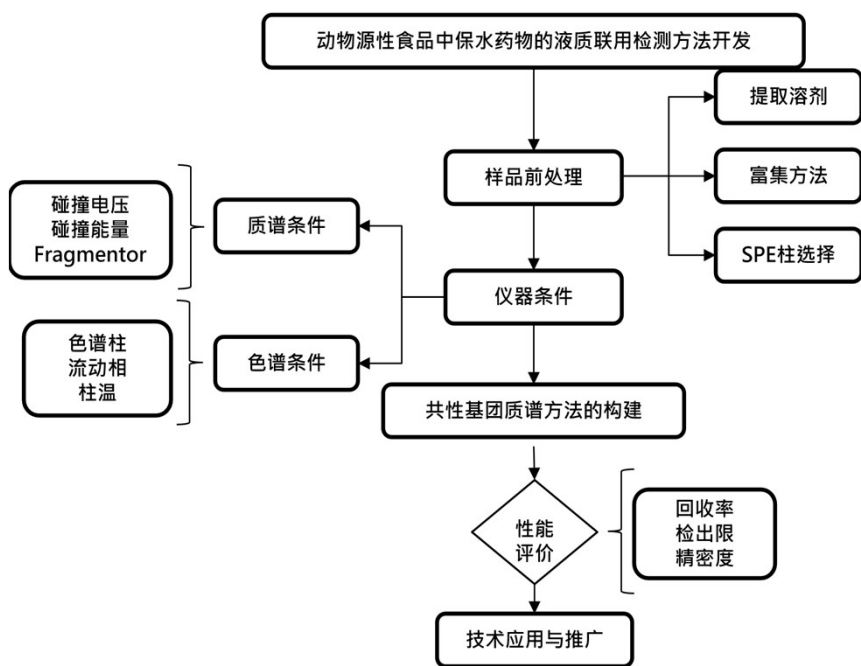 动物源性食品中保水药物的液质联用检测方法开发
提取溶剂
样品前处理
富集方法
碰撞电压
碰撞能量
Fragmentor
质谱条件
SPE柱选择
仪器条件
色谱柱
流动相
柱温
色谱条件
共性基团质谱方法的构建
性能
评价
回收率
检出限
精密度
技术应用与推广